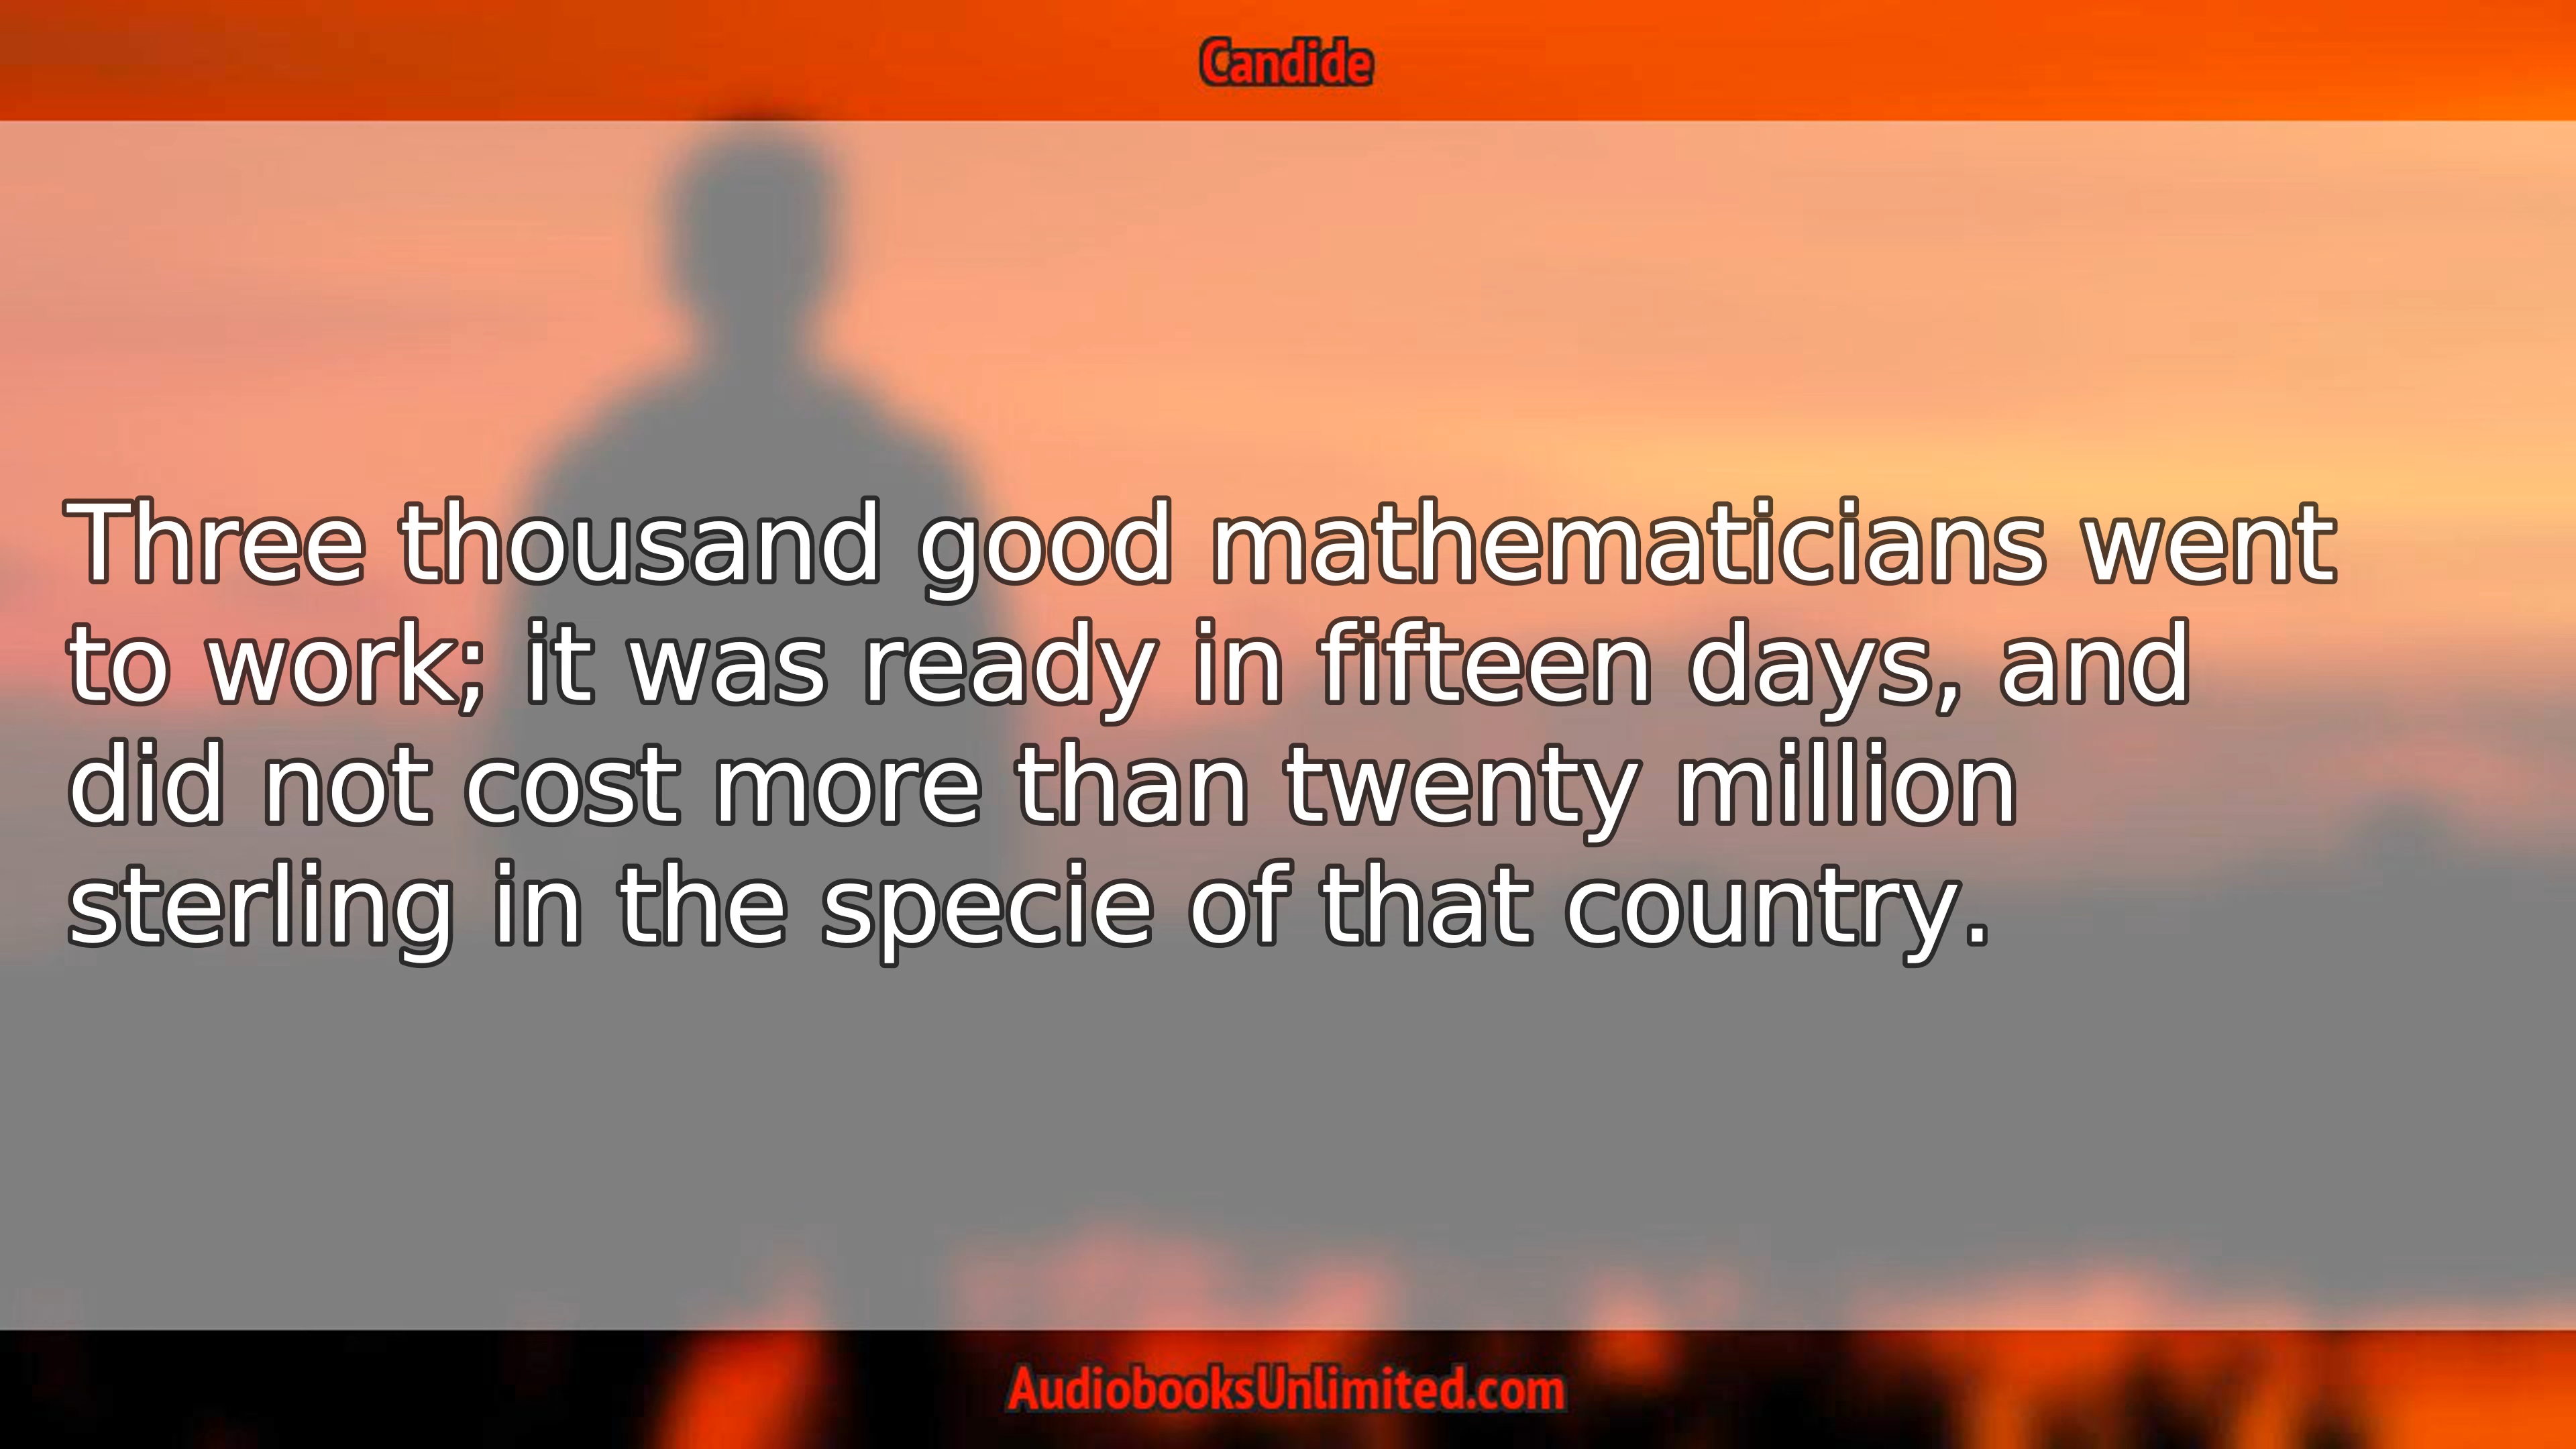 Candide
Three thousand good mathematicians went
to work; it was ready in fifteen days, and
did not cost more than twenty million
sterling in the specie of that country.
AudiobooksUnlimited.com